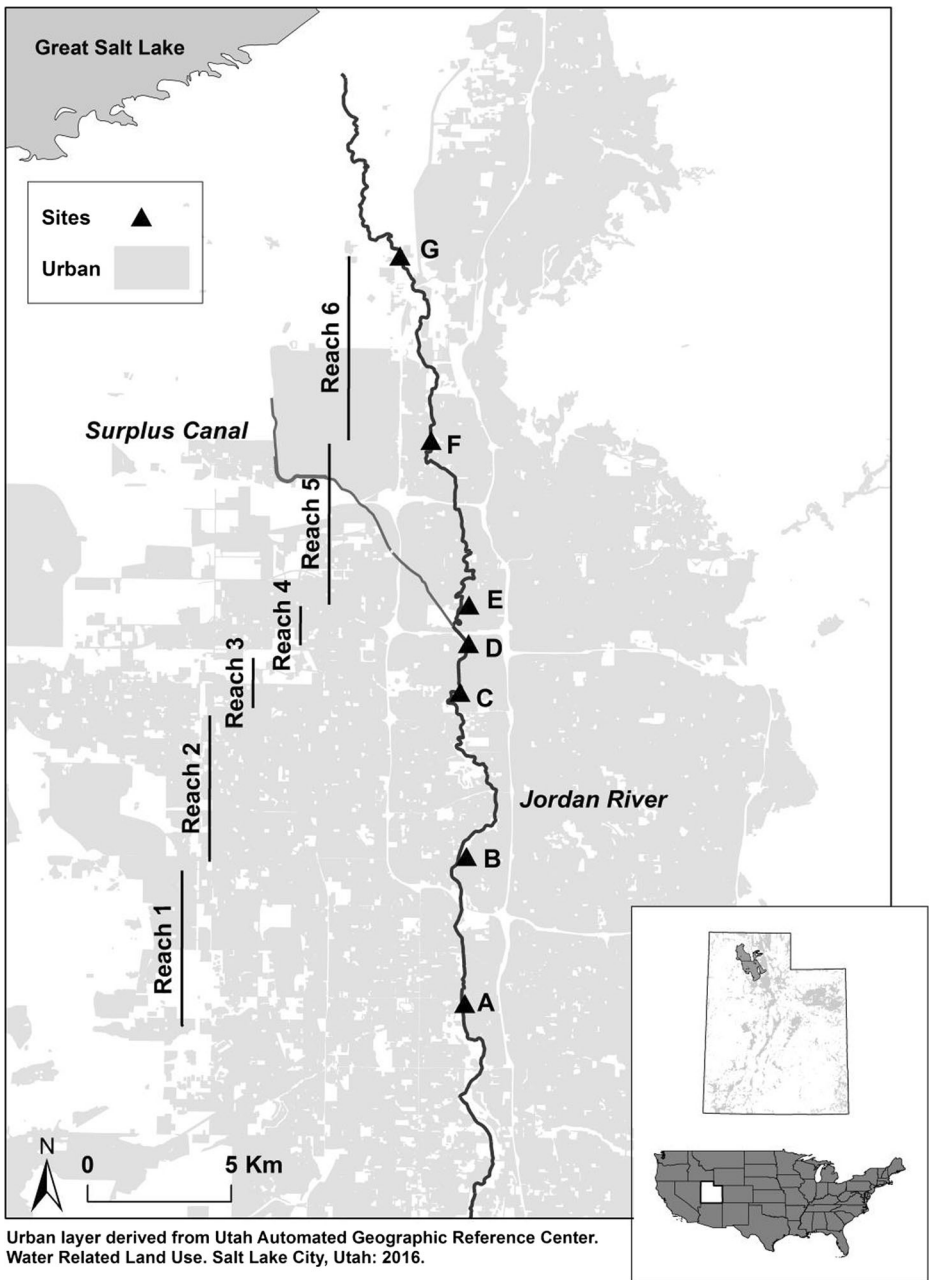 Great Salt Lake
Sites
Urban
G
Reach 6
Surplus Canal
F
Reach 5
Reach 4
E
D
Reach 3
C
Reach 2
Jordan River
B
Reach 1
A
N
0 5 Km
Urban layer derived from Utah Automated Geographic Reference Center.
Water Related Land Use. Salt Lake City, Utah: 2016.